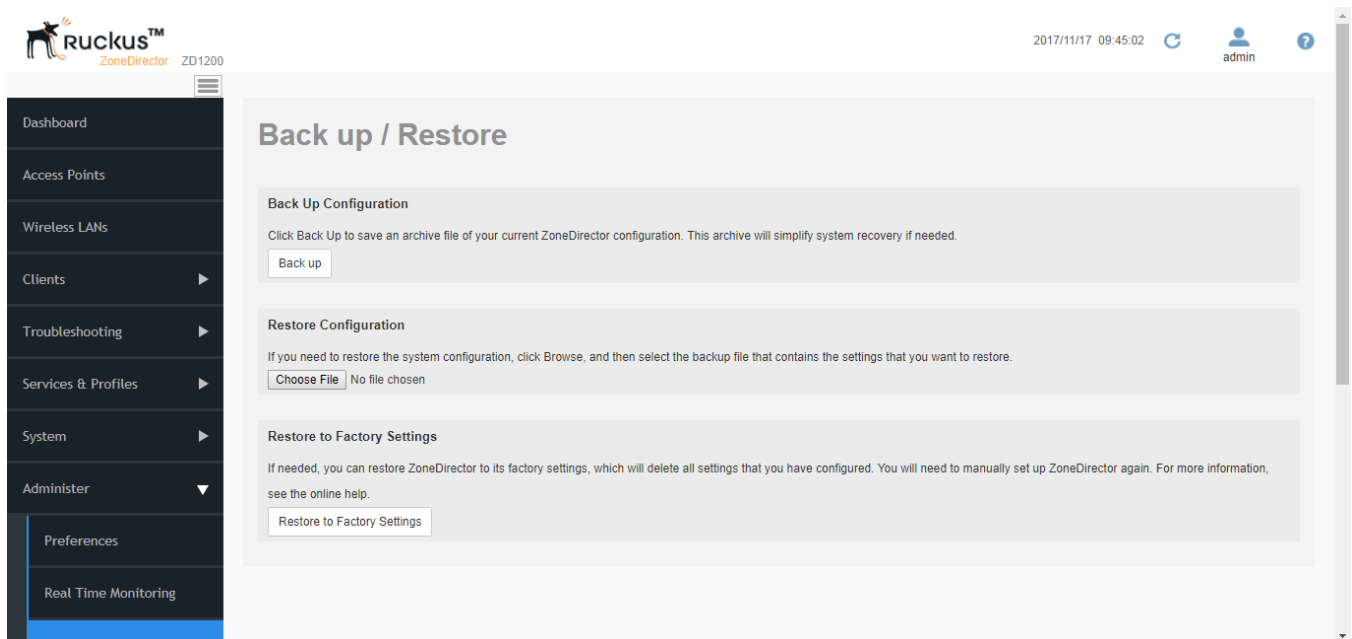 Ruckus™
ZoneDirector ZD1200
2017/11/17 09:45:02
admin
?
Dashboard
Access Points
Wireless LANs
Clients
Troubleshooting
Services & Profiles
System
Administer
Preferences
Real Time Monitoring
Back up / Restore
Back Up Configuration
Click Back Up to save an archive file of your current ZoneDirector configuration. This archive will simplify system recovery if needed.
Back up
Restore Configuration
If you need to restore the system configuration, click Browse, and then select the backup file that contains the settings that you want to restore.
Choose File No file chosen
Restore to Factory Settings
If needed, you can restore ZoneDirector to its factory settings, which will delete all settings that you have configured. You will need to manually set up ZoneDirector again. For more information,
see the online help.
Restore to Factory Settings